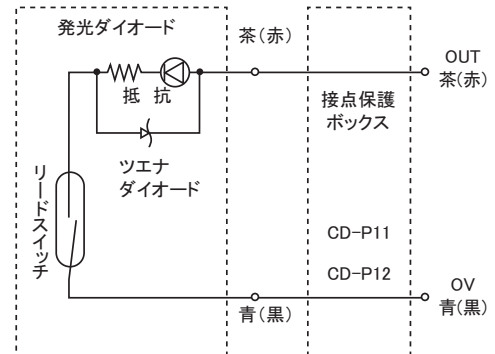 発光ダイオード
茶(赤)
OUT
茶(赤)
抵 抗
接点保護
ボックス
ツエナ
ダイオード
リードスイッチ
CD-P11
CD-P12
OV
青(黒)
青(黒)